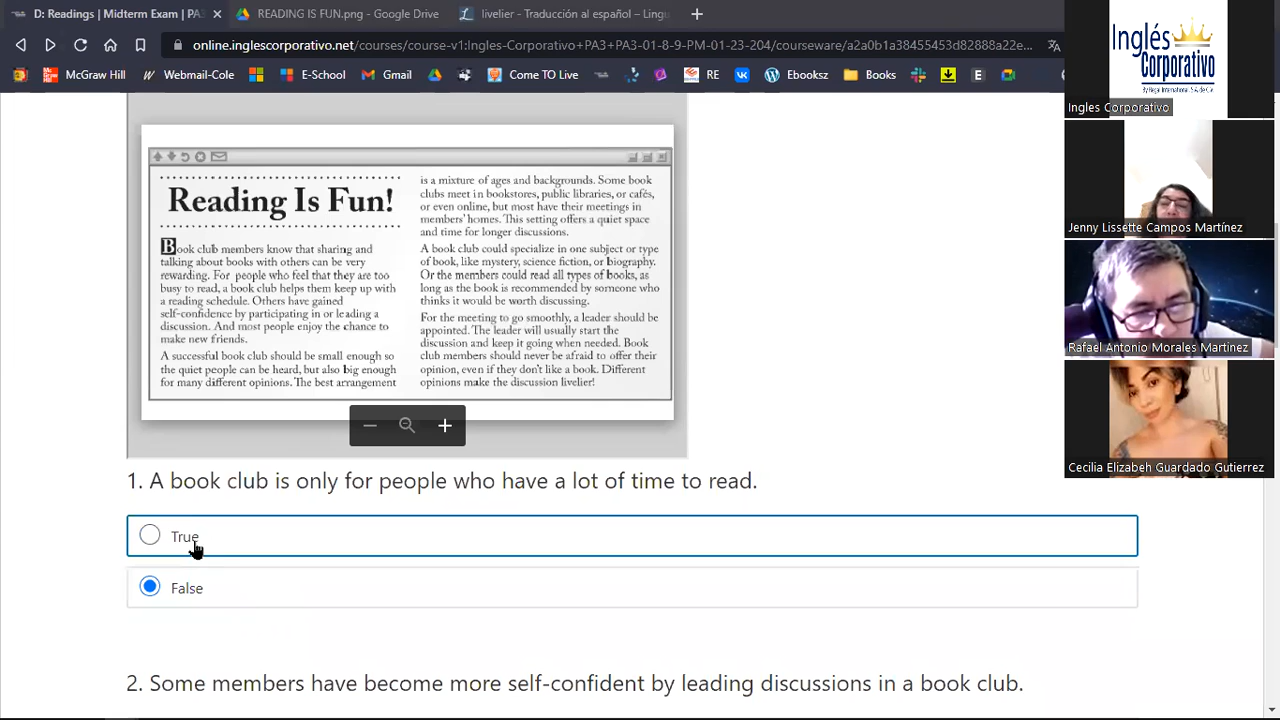 D: Readings | Midterm Exam | PA3
READING IS FUN.png - Google Drive
livelier - Traducción al español – Lingu
online.inglescorporativo.net/courses/course-v1:Ingles-Corporativo+PA3+PA3-01-8-9-PM-01-23-204/courseware/a2a0b1a38455453d82888a22e...
McGraw Hill
Webmail-Cole
E-School
Gmail
Come TO Live
RE
Ebooksz
Books
E
Inglés
Corporativo
By Regal International, S.A. de C.V.
Ingles Corporativo
Jenny Lissette Campos Martínez
Rafael Antonio Morales Martinez
Cecilia Elizabeh Guardado Gutierrez
Reading Is Fun!
Book club members know that sharing and
talking about books with others can be very
rewarding. For people who feel that they are too
busy to read, a book club helps them keep up with
a reading schedule. Others have gained
self-confidence by participating in or leading a
discussion. And most people enjoy the chance to
make new friends.
A successful book club should be small enough so
the quiet people can be heard, but also big enough
for many different opinions. The best arrangement
is a mixture of ages and backgrounds. Some book
clubs meet in bookstores, public libraries, or cafés,
or even online, but most have their meetings in
members' homes. This setting offers a quiet space
and time for longer discussions.
A book club could specialize in one subject or type
of book, like mystery, science fiction, or biography.
Or the members could read all types of books, as
long as the book is recommended by someone who
thinks it would be worth discussing.
For the meeting to go smoothly, a leader should be
appointed. The leader will usually start the
discussion and keep it going when needed. Book
club members should never be afraid to offer their
opinion, even if they don't like a book. Different
opinions make the discussion livelier!
1. A book club is only for people who have a lot of time to read.
True
False
2. Some members have become more self-confident by leading discussions in a book club.